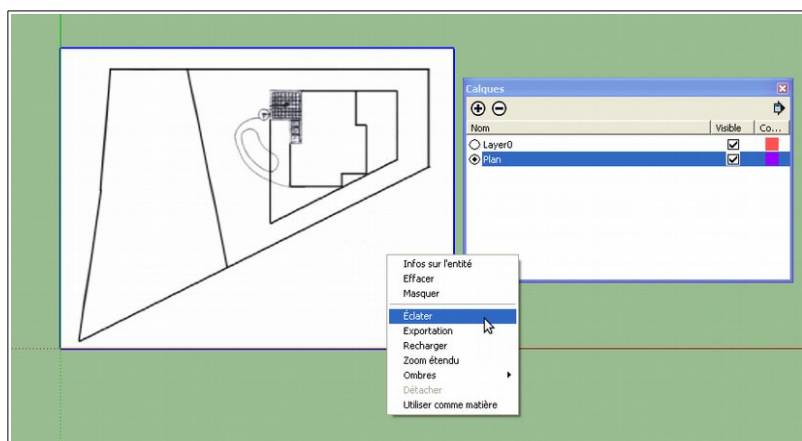 Calques
Nom Visible Co...
Layer0
Plan
Infos sur l'entité
Effacer
Masquer
Éclater
Exportation
Recharger
Zoom étendu
Ombres
Détacher
Utiliser comme matière